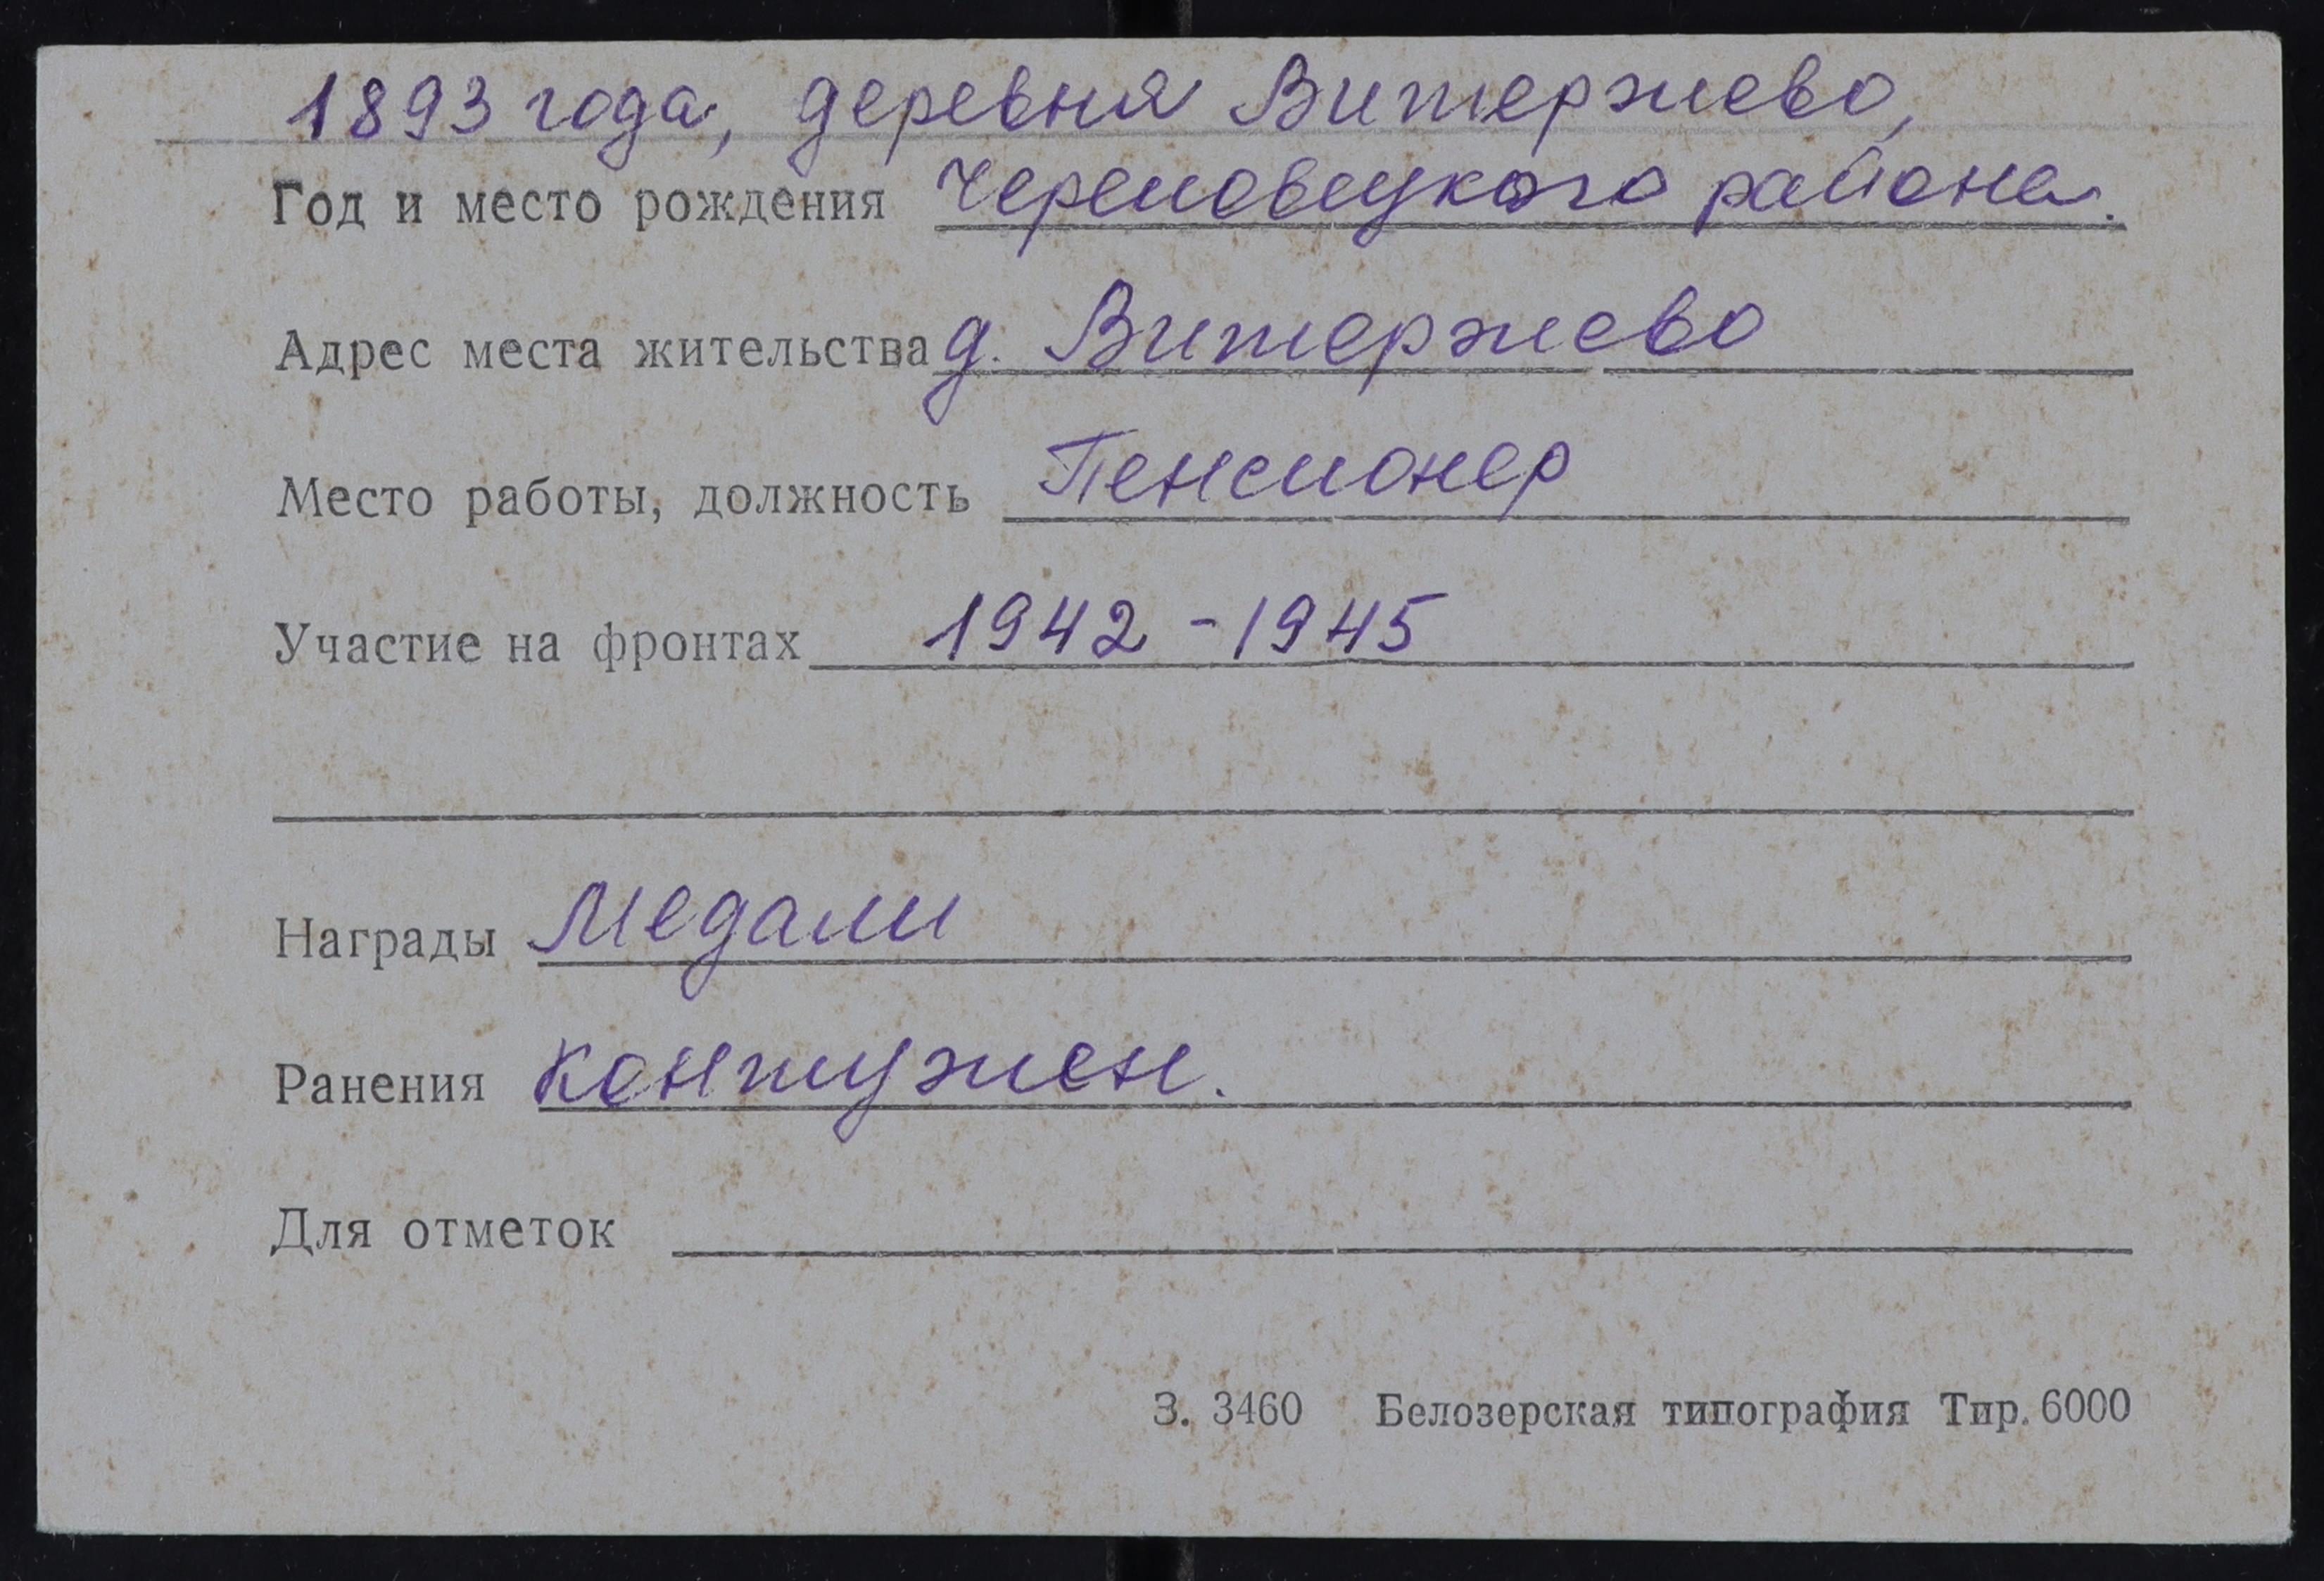 1893 года, деревня Витержево,
Год и место рождения Череповецкого района.
Адрес места жительства д. Витержево
Место работы, должность Пенсионер
Участие на фронтах 1942-1945
Награды Медали
Ранения контужен.
Для отметок
З. 3460 Белозерская типография Тир. 6000